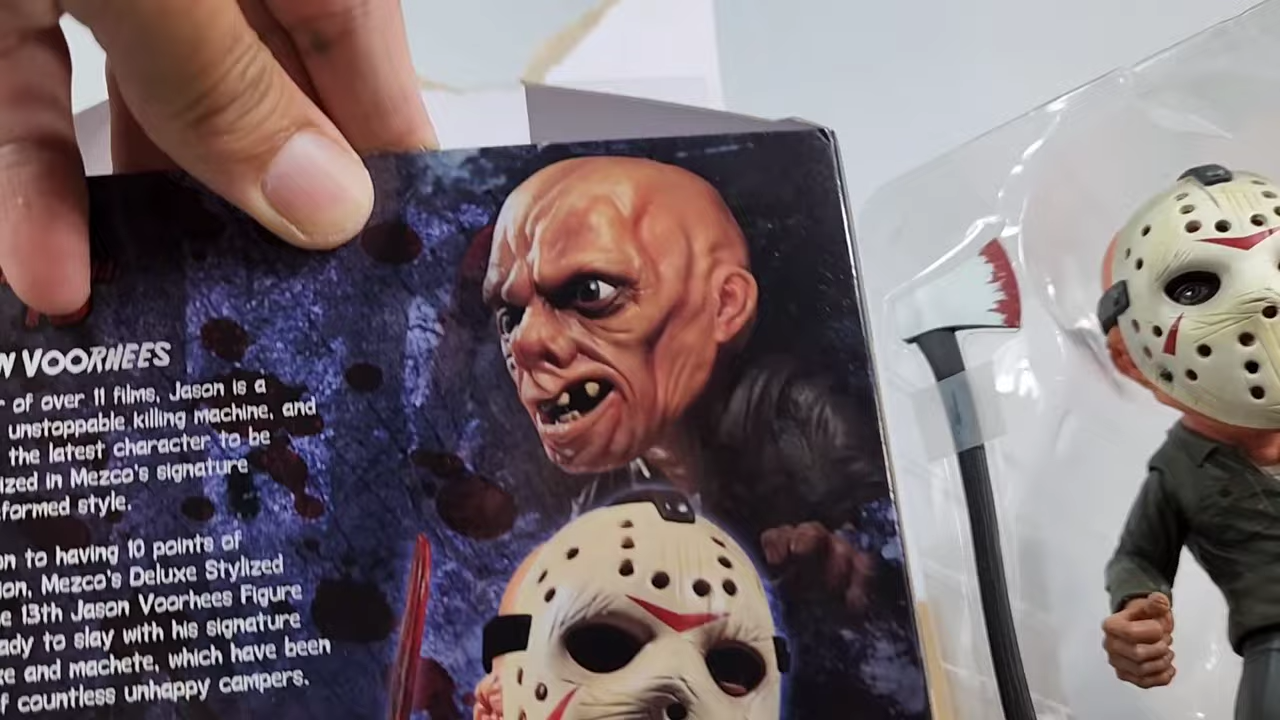 VOORHEES
of over 11 films, Jason is a
unstoppable killing machine, and
the latest character to be
ized in Mezco's signature
formed style.
on to having 10 points of
ion, Mezco's Deluxe Stylized
e 13th Jason Voorhees Figure
ady to slay with his signature
xe and machete, which have been
f countless unhappy campers.